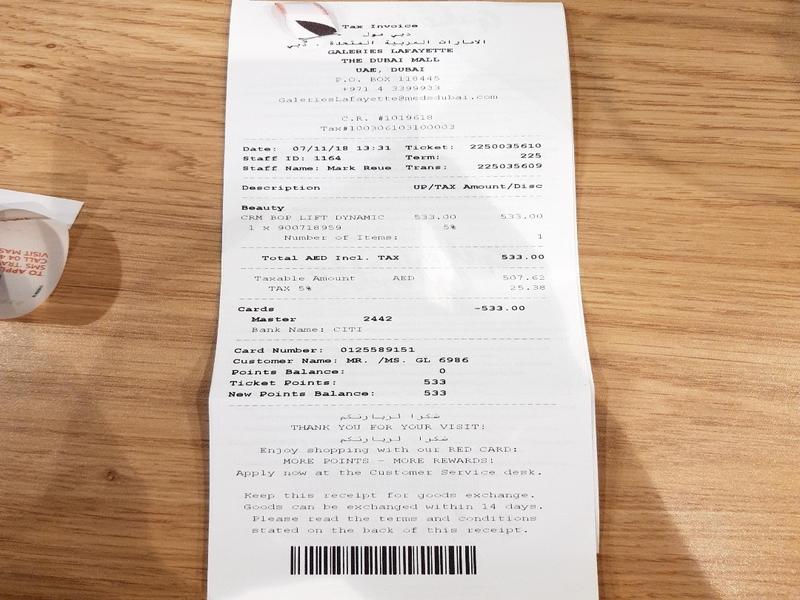 Tax Invoice
دبي مول
الامارات العربية المتحدة . دبي
GALERIES LAFAYETTE
THE DUBAI MALL
UAE, DUBAI
P.O. BOX 118445
+971 4 3399933
GaleriesLafayette@medsdubai.com
C.R. #1019618
Tax#100306103100003
Date: 07/11/18 13:31 Ticket: 2250035610
Staff ID: 1164 Term: 225
Staff Name: Mark Reue Trans: 225035609
Description UP/TAX Amount/Disc
Beauty
CRM BOP LIFT DYNAMIC 533.00 533.00
1 x 900718959 5%
Number of Items: 1
Total AED Incl. TAX 533.00
Taxable Amount AED 507.62
TAX 5% 25.38
Cards -533.00
Master 2442
Bank Name: CITI
Card Number: 0125589151
Customer Name: MR. /MS. GL 6986
Points Balance: 0
Ticket Points: 533
New Points Balance: 533
شكرا لزيارتكم
THANK YOU FOR YOUR VISIT!
شكرا لزيارتكم
Enjoy shopping with our RED CARD:
MORE POINTS - MORE REWARDS!
Apply now at the Customer Service desk.
Keep this receipt for goods exchange.
Goods can be exchanged within 14 days.
Please read the terms and conditions
stated on the back of this receipt.
TO APPL
SMS TRA
CALL 04 4
VISIT MAS